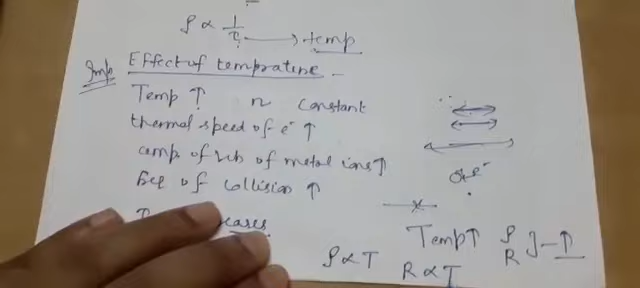 ρ ∝ 1/τ → temp
Imp Effect of temprature -
Temp ↑ n constant
thermal speed of e⁻ ↑
amp of vib of metal ions ↑
freq of collision ↑
Temp ↑ ρ R ] - ↑
ρ ∝ T R ∝ T